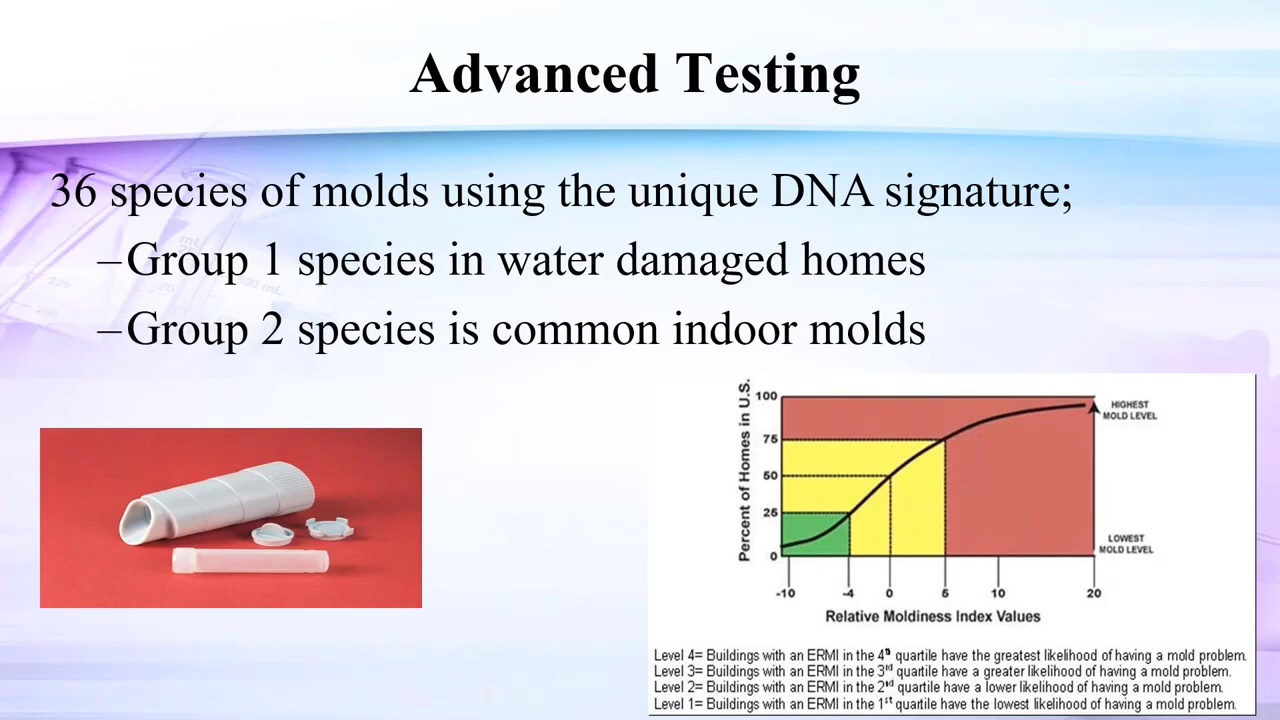 Advanced Testing
36 species of molds using the unique DNA signature;
–Group 1 species in water damaged homes
–Group 2 species is common indoor molds
Percent of Homes in U.S.
100
75
50
25
0
HIGHEST
MOLD LEVEL
LOWEST
MOLD LEVEL
-10 -4 0 5 10 20
Relative Moldiness Index Values
Level 4= Buildings with an ERMI in the 4th quartile have the greatest likelihood of having a mold problem.
Level 3= Buildings with an ERMI in the 3rd quartile have a greater likelihood of having a mold problem.
Level 2= Buildings with an ERMI in the 2nd quartile have a lower likelihood of having a mold problem.
Level 1= Buildings with an ERMI in the 1st quartile have the lowest likelihood of having a mold problem.